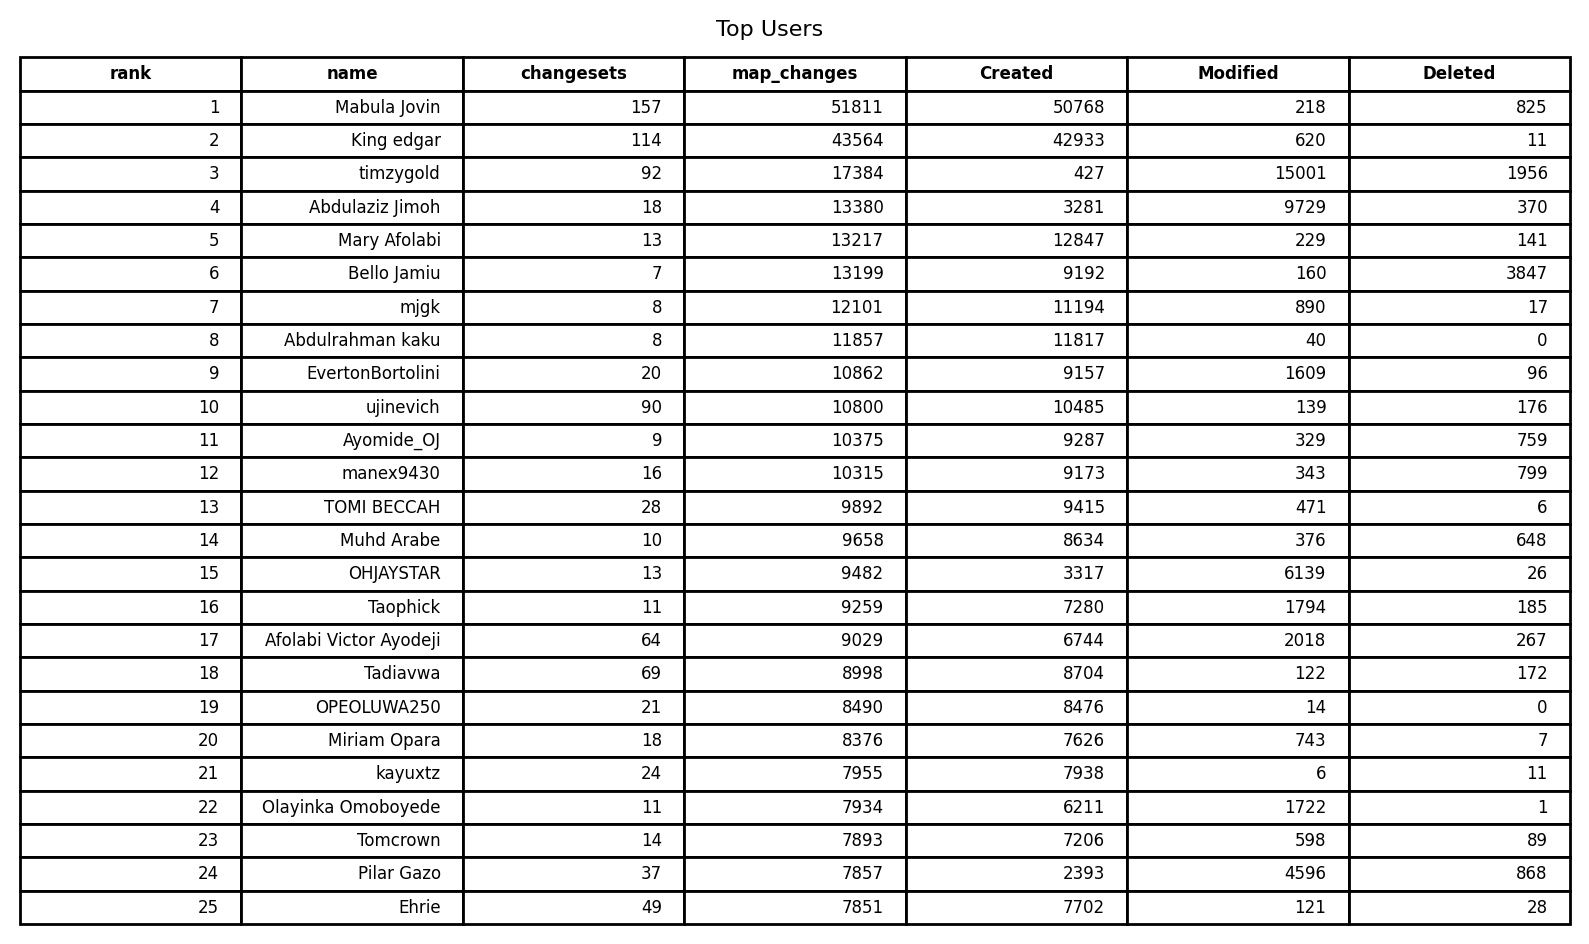 Top Users
rank name changesets map_changes Created Modified Deleted
1 Mabula Jovin 157 51811 50768 218 825
2 King edgar 114 43564 42933 620 11
3 timzygold 92 17384 427 15001 1956
4 Abdulaziz Jimoh 18 13380 3281 9729 370
5 Mary Afolabi 13 13217 12847 229 141
6 Bello Jamiu 7 13199 9192 160 3847
7 mjgk 8 12101 11194 890 17
8 Abdulrahman kaku 8 11857 11817 40 0
9 EvertonBortolini 20 10862 9157 1609 96
10 ujinevich 90 10800 10485 139 176
11 Ayomide_OJ 9 10375 9287 329 759
12 manex9430 16 10315 9173 343 799
13 TOMI BECCAH 28 9892 9415 471 6
14 Muhd Arabe 10 9658 8634 376 648
15 OHJAYSTAR 13 9482 3317 6139 26
16 Taophick 11 9259 7280 1794 185
17 Afolabi Victor Ayodeji 64 9029 6744 2018 267
18 Tadiavwa 69 8998 8704 122 172
19 OPEOLUWA250 21 8490 8476 14 0
20 Miriam Opara 18 8376 7626 743 7
21 kayuxtz 24 7955 7938 6 11
22 Olayinka Omoboyede 11 7934 6211 1722 1
23 Tomcrown 14 7893 7206 598 89
24 Pilar Gazo 37 7857 2393 4596 868
25 Ehrie 49 7851 7702 121 28